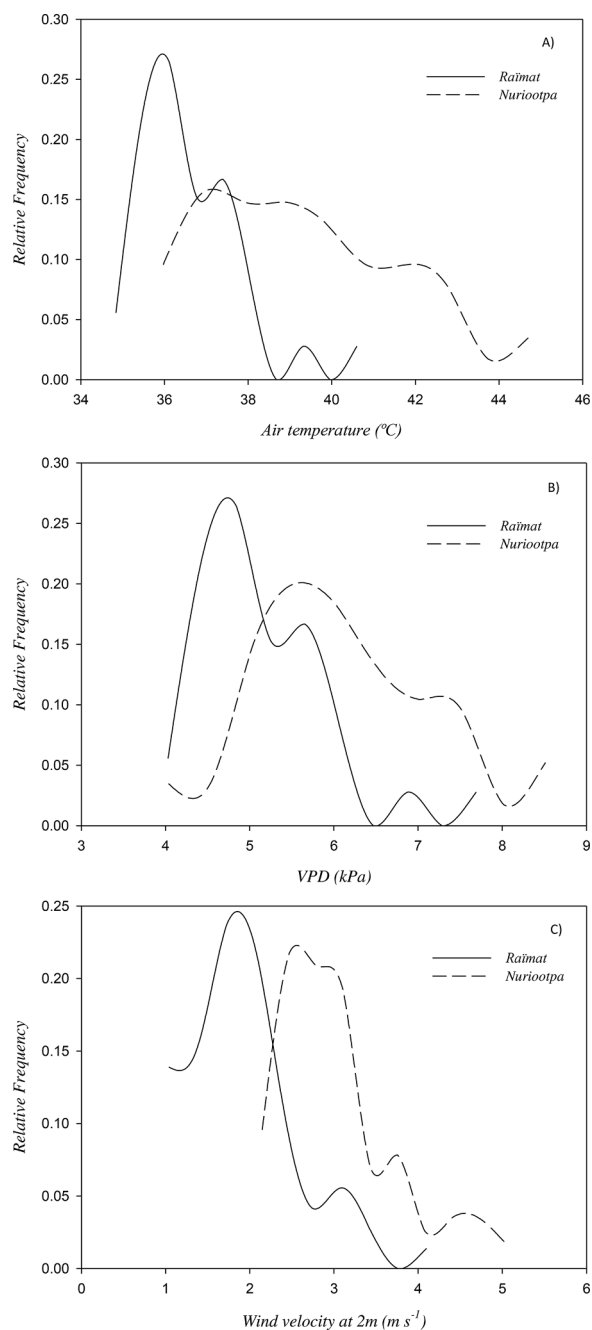 A)
Raïmat
Nuriootpa
Relative Frequency
0.30
0.25
0.20
0.15
0.10
0.05
0.00
34 36 38 40 42 44 46
Air temperature (ºC)
B)
Raïmat
Nuriootpa
Relative Frequency
0.30
0.25
0.20
0.15
0.10
0.05
0.00
3 4 5 6 7 8 9
VPD (kPa)
C)
Raïmat
Nuriootpa
Relative Frequency
0.25
0.20
0.15
0.10
0.05
0.00
0 1 2 3 4 5 6
Wind velocity at 2m (m s⁻¹)